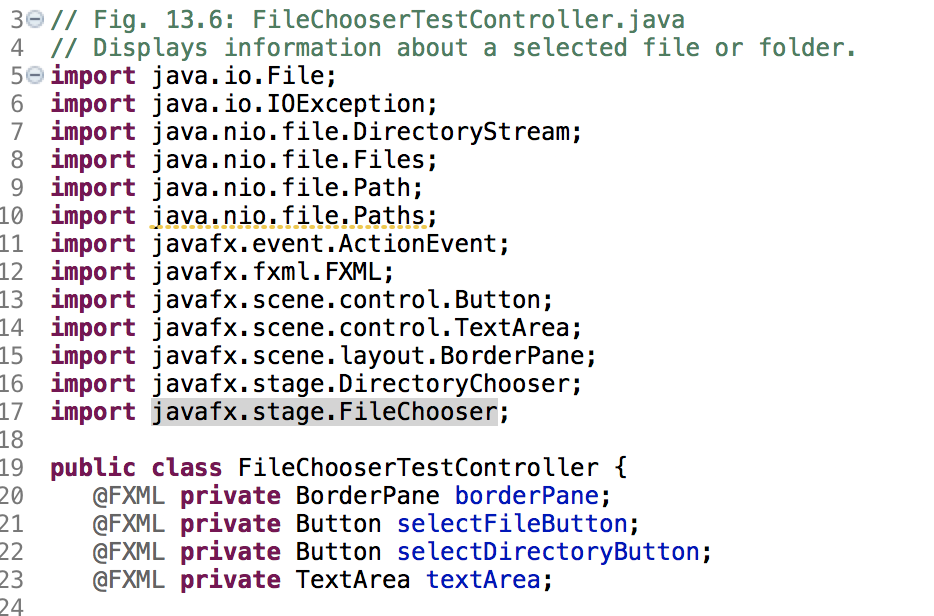 3 // Fig. 13.6: FileChooserTestController.java
4 // Displays information about a selected file or folder.
5 import java.io.File;
6 import java.io.IOException;
7 import java.nio.file.DirectoryStream;
8 import java.nio.file.Files;
9 import java.nio.file.Path;
10 import java.nio.file.Paths;
11 import javafx.event.ActionEvent;
12 import javafx.fxml.FXML;
13 import javafx.scene.control.Button;
14 import javafx.scene.control.TextArea;
15 import javafx.scene.layout.BorderPane;
16 import javafx.stage.DirectoryChooser;
17 import javafx.stage.FileChooser;
18
19 public class FileChooserTestController {
20 @FXML private BorderPane borderPane;
21 @FXML private Button selectFileButton;
22 @FXML private Button selectDirectoryButton;
23 @FXML private TextArea textArea;
24